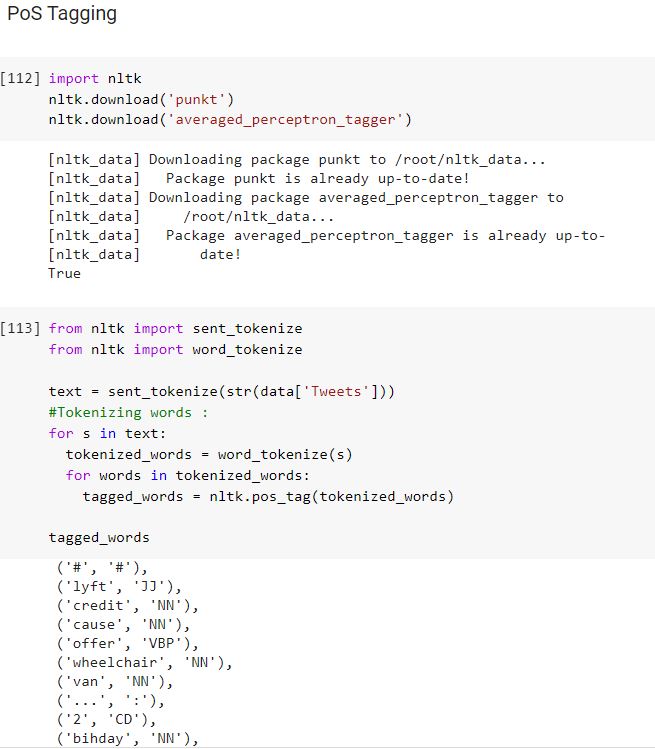 PoS Tagging
[112] import nltk
nltk.download('punkt')
nltk.download('averaged_perceptron_tagger')
[nltk_data] Downloading package punkt to /root/nltk_data...
[nltk_data]   Package punkt is already up-to-date!
[nltk_data] Downloading package averaged_perceptron_tagger to
[nltk_data]     /root/nltk_data...
[nltk_data]   Package averaged_perceptron_tagger is already up-to-
[nltk_data]       date!
True
[113] from nltk import sent_tokenize
from nltk import word_tokenize
text = sent_tokenize(str(data['Tweets']))
#Tokenizing words :
for s in text:
  tokenized_words = word_tokenize(s)
  for words in tokenized_words:
    tagged_words = nltk.pos_tag(tokenized_words)
tagged_words
('#', '#'),
('lyft', 'JJ'),
('credit', 'NN'),
('cause', 'NN'),
('offer', 'VBP'),
('wheelchair', 'NN'),
('van', 'NN'),
('...', ':'),
('2', 'CD'),
('bihday', 'NN'),